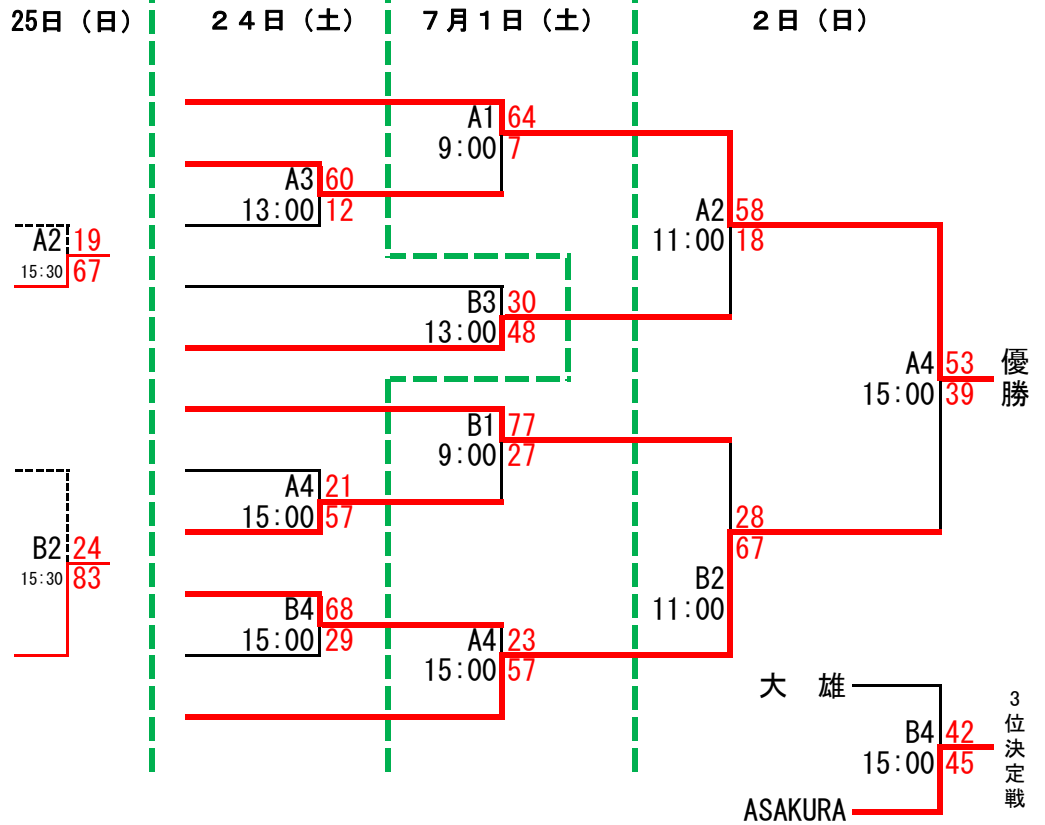 25日（日）
２４日（土）
７月１日（土）
２日（日）
A1 64
9:00 7
A3 60
13:00 12
A2 58
11:00 18
A2 19
15:30 67
B3 30
13:00 48
A4 53
15:00 39
優勝
B1 77
9:00 27
A4 21
15:00 57
28
67
B2
11:00
B2 24
15:30 83
B4 68
15:00 29
A4 23
15:00 57
大　雄
B4 42
15:00 45
3位決定戦
ASAKURA